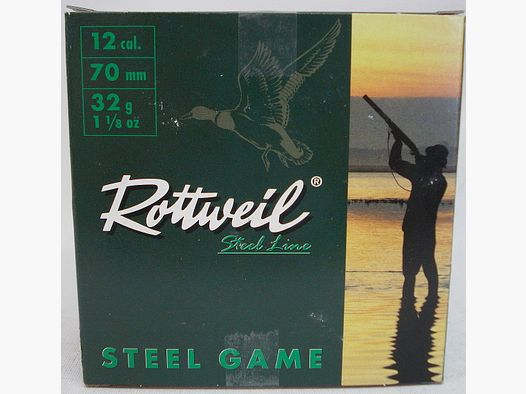 12 cal.
70 mm
32 g
1 1/8 oz
Rottweil ®
Steel Line
STEEL GAME